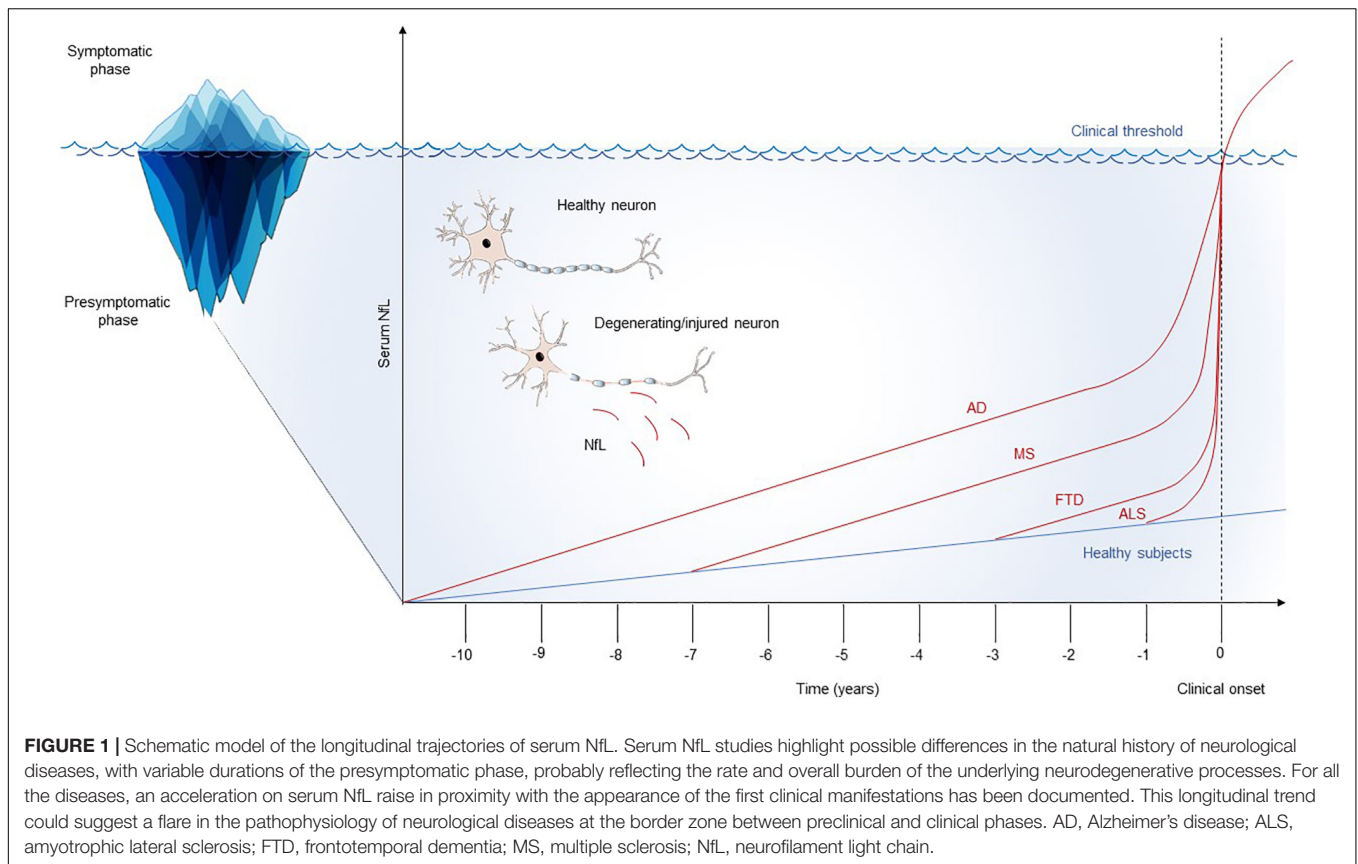 Symptomatic
phase
Clinical threshold
Healthy neuron
Presymptomatic
phase
Degenerating/injured neuron
Serum NfL
NfL
AD
MS
FTD
ALS
Healthy subjects
-10 -9 -8 -7 -6 -5 -4 -3 -2 -1 0
Time (years)
Clinical onset
FIGURE 1 | Schematic model of the longitudinal trajectories of serum NfL. Serum NfL studies highlight possible differences in the natural history of neurological
diseases, with variable durations of the presymptomatic phase, probably reflecting the rate and overall burden of the underlying neurodegenerative processes. For all
the diseases, an acceleration on serum NfL raise in proximity with the appearance of the first clinical manifestations has been documented. This longitudinal trend
could suggest a flare in the pathophysiology of neurological diseases at the border zone between preclinical and clinical phases. AD, Alzheimer's disease; ALS,
amyotrophic lateral sclerosis; FTD, frontotemporal dementia; MS, multiple sclerosis; NfL, neurofilament light chain.